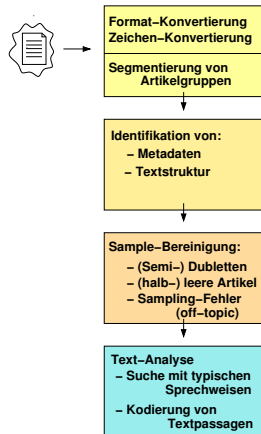 Format−Konvertierung
Zeichen−Konvertierung
Segmentierung von
Artikelgruppen
Identifikation von:
− Metadaten
− Textstruktur
Sample−Bereinigung:
− (Semi−) Dubletten
− (halb−) leere Artikel
− Sampling−Fehler
(off−topic)
Text−Analyse
− Suche mit typischen
Sprechweisen
− Kodierung von
Textpassagen